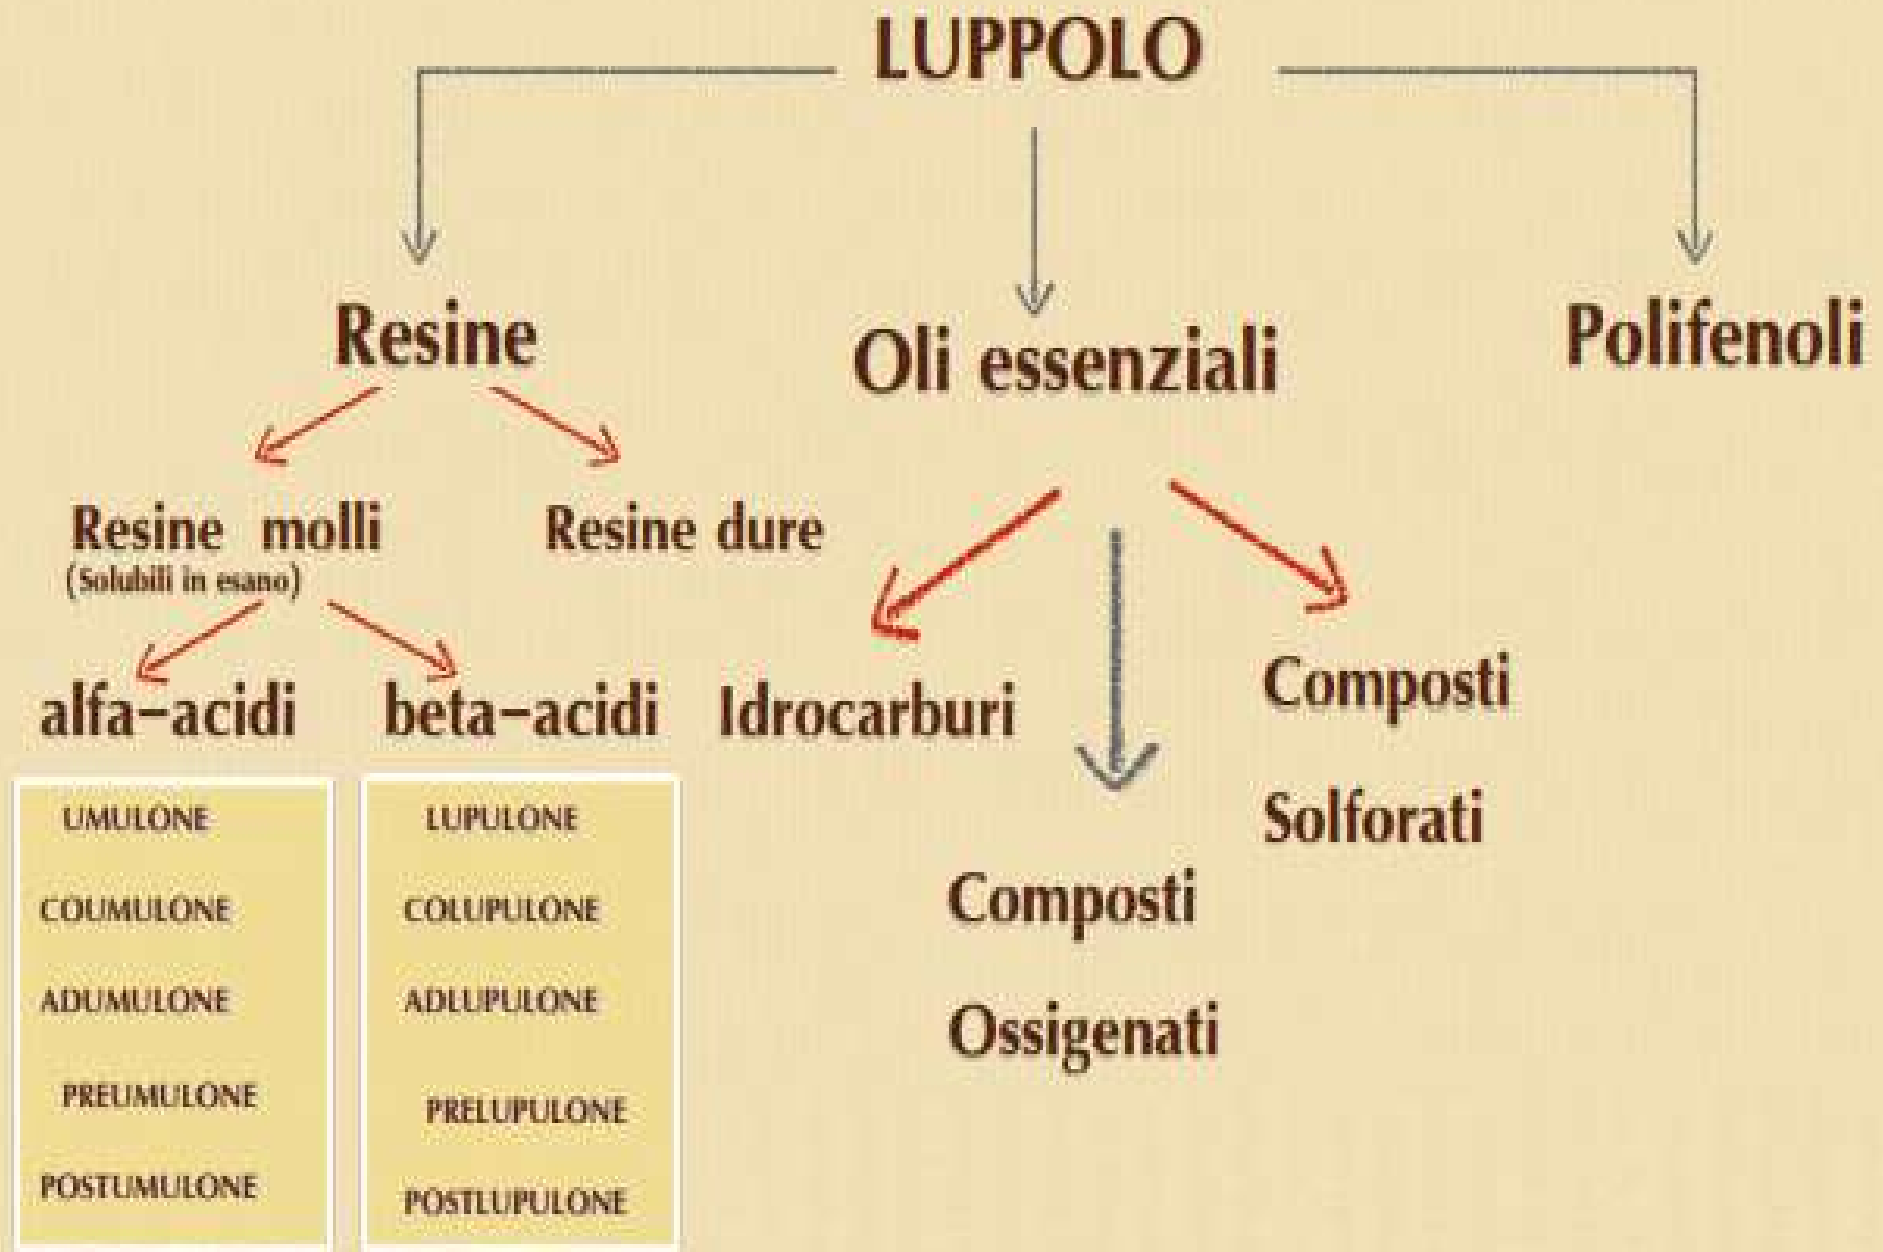 LUPPOLO
Resine
Oli essenziali
Polifenoli
Resine molli
(Solubili in esano)
Resine dure
alfa-acidi
beta-acidi
Idrocarburi
Composti
Solforati
Composti
Ossigenati
UMULONE
COUMULONE
ADUMULONE
PREUMULONE
POSTUMULONE
LUPULONE
COLUPULONE
ADLUPULONE
PRELUPULONE
POSTLUPULONE